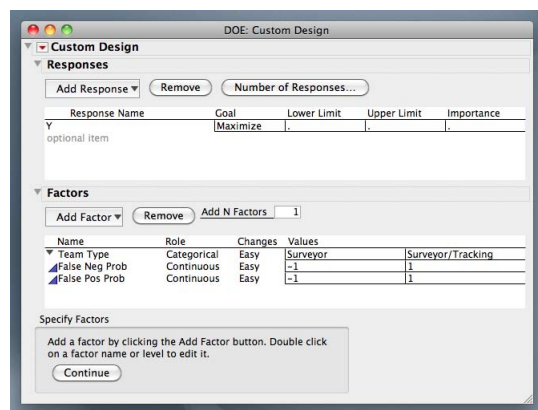 DOE: Custom Design
Custom Design
Responses
Add Response Remove Number of Responses...
Response Name Goal Lower Limit Upper Limit Importance
Y Maximize . . .
optional item
Factors
Add Factor Remove Add N Factors 1
Name Role Changes Values
Team Type Categorical Easy Surveyor Surveyor/Tracking
False Neg Prob Continuous Easy -1 1
False Pos Prob Continuous Easy -1 1
Specify Factors
Add a factor by clicking the Add Factor button. Double click
on a factor name or level to edit it.
Continue